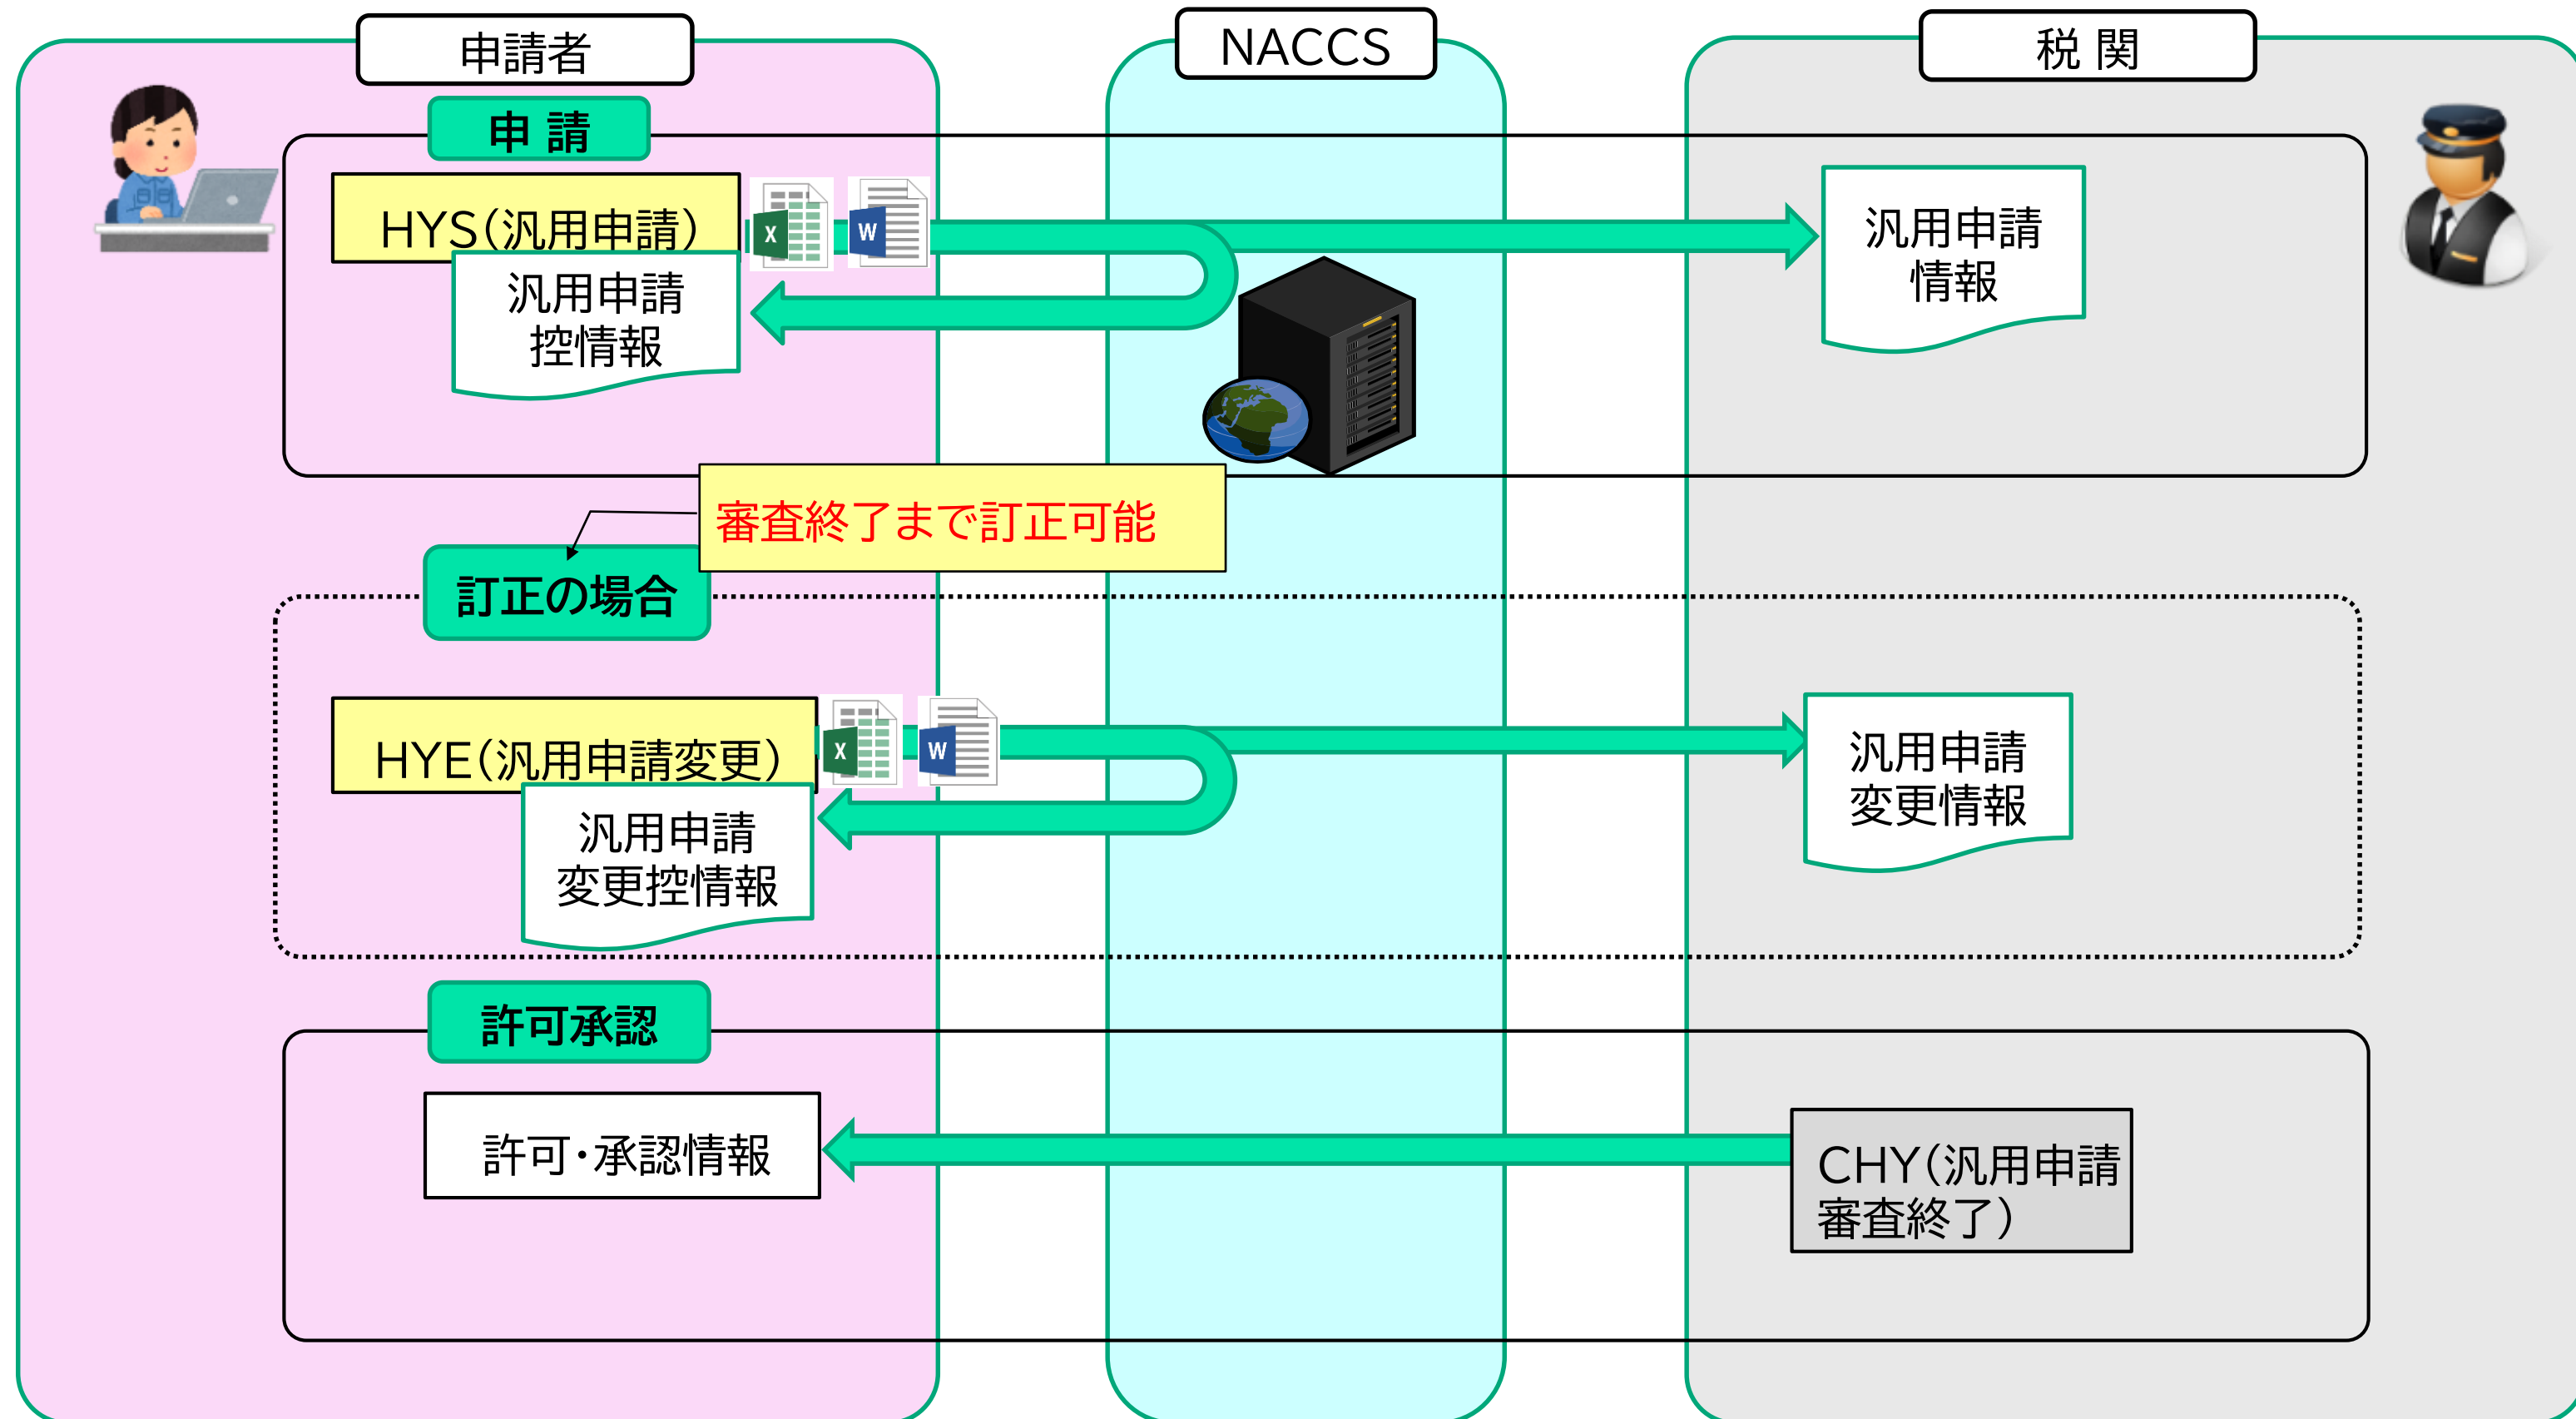 申請者
NACCS
税 関
申 請
HYS(汎用申請)
X
W
汎用申請
控情報
汎用申請
情報
審査終了まで訂正可能
訂正の場合
HYE(汎用申請変更)
X
W
汎用申請
変更控情報
汎用申請
変更情報
許可承認
許可・承認情報
CHY(汎用申請
審査終了)